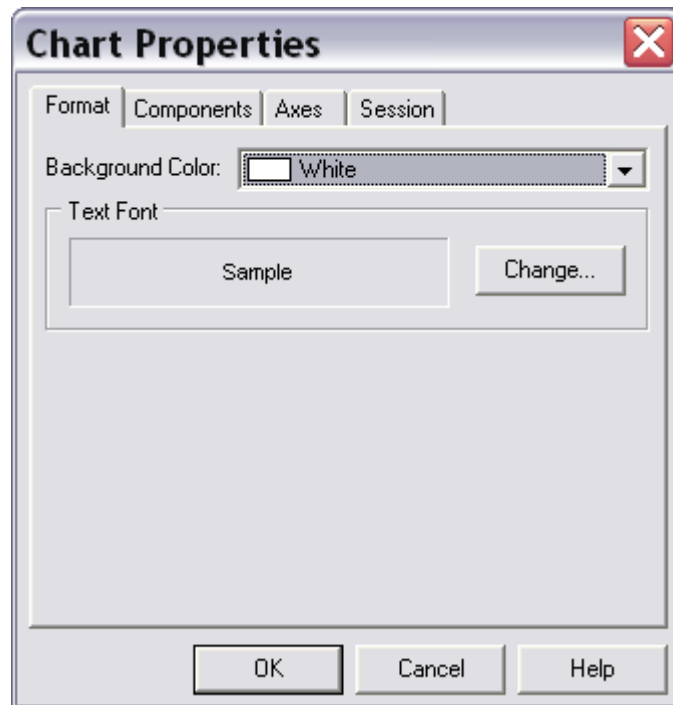 Chart Properties
Format Components Axes Session
Background Color: White
Text Font
Sample Change...
OK Cancel Help